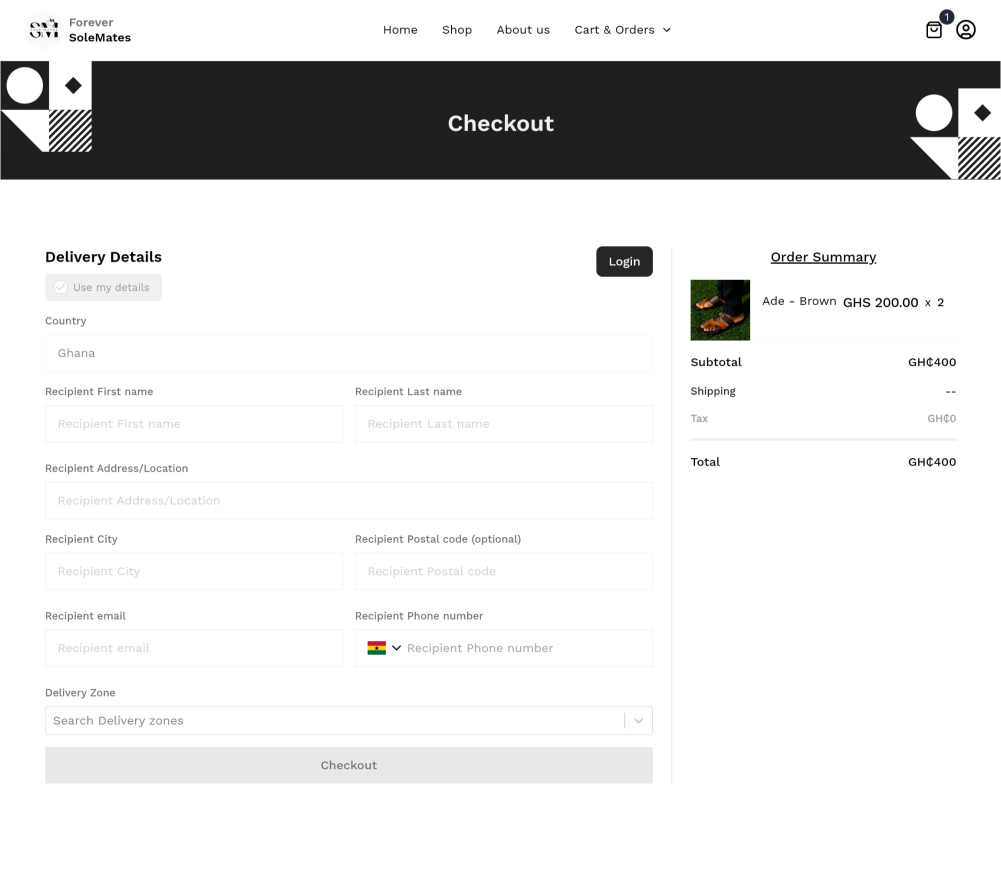 SM
Forever
SoleMates
Home
Shop
About us
Cart & Orders
1
Checkout
Delivery Details
Login
Use my details
Country
Ghana
Recipient First name
Recipient Last name
Recipient First name
Recipient Last name
Recipient Address/Location
Recipient Address/Location
Recipient City
Recipient Postal code (optional)
Recipient City
Recipient Postal code
Recipient email
Recipient Phone number
Recipient email
Recipient Phone number
Delivery Zone
Search Delivery zones
Checkout
Order Summary
Ade - Brown GHS 200.00 x 2
Subtotal GH₵400
Shipping --
Tax GH₵0
Total GH₵400